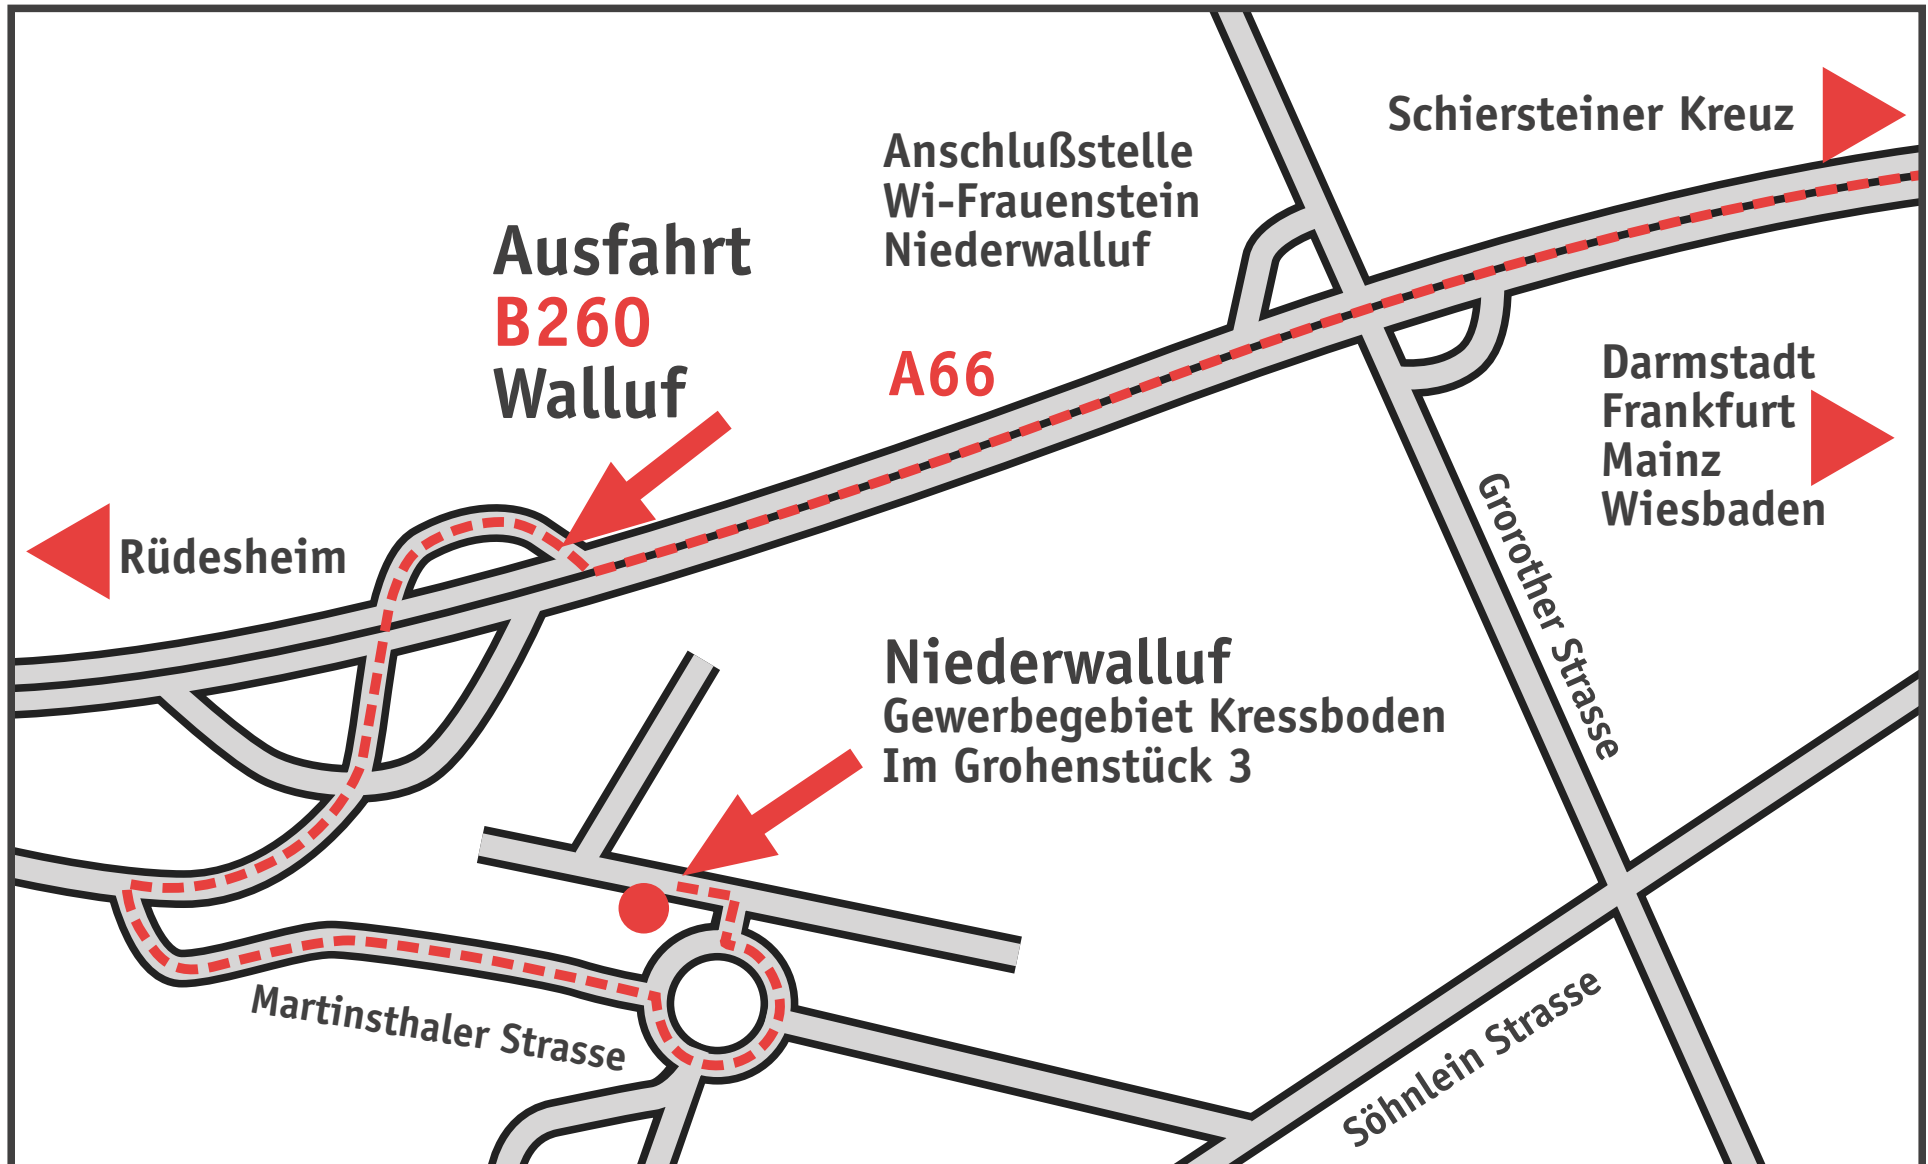 Schiersteiner Kreuz
Anschlußstelle
Wi-Frauenstein
Niederwalluf
Ausfahrt
B260
Walluf
A66
Darmstadt
Frankfurt
Mainz
Wiesbaden
Rüdesheim
Grorother Strasse
Niederwalluf
Gewerbegebiet Kressboden
Im Grohenstück 3
Martinsthaler Strasse
Söhnlein Strasse